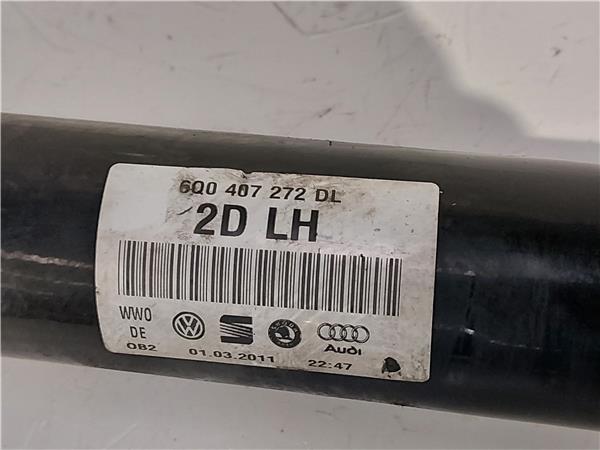 6Q0 407 272 DL
2D LH
WWO
DE
OB2 01.03.2011 22:47
Audi